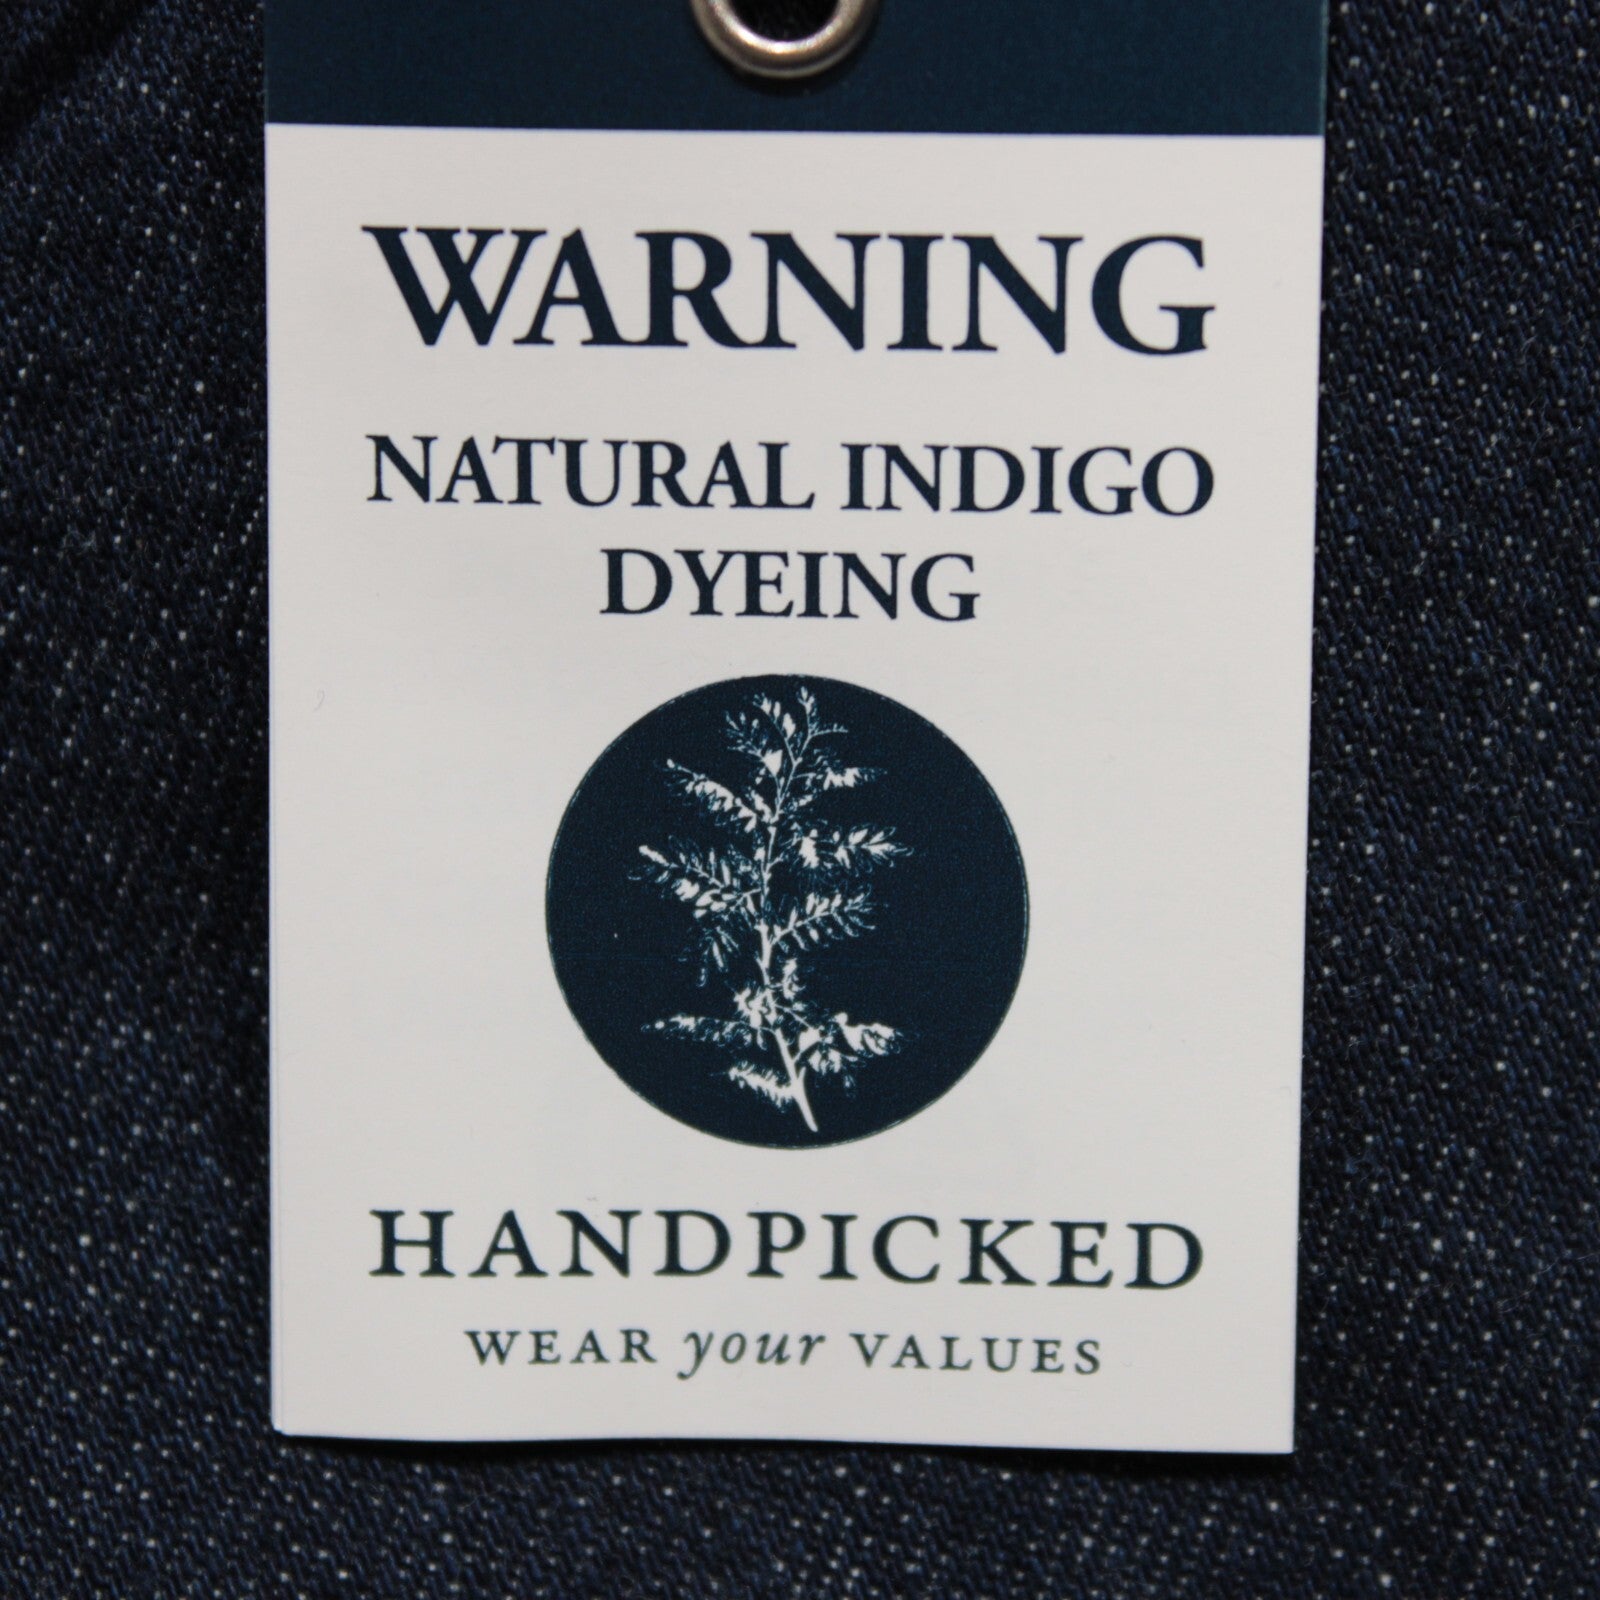 WARNING
NATURAL INDIGO
DYEING
HANDPICKED
WEAR your VALUES